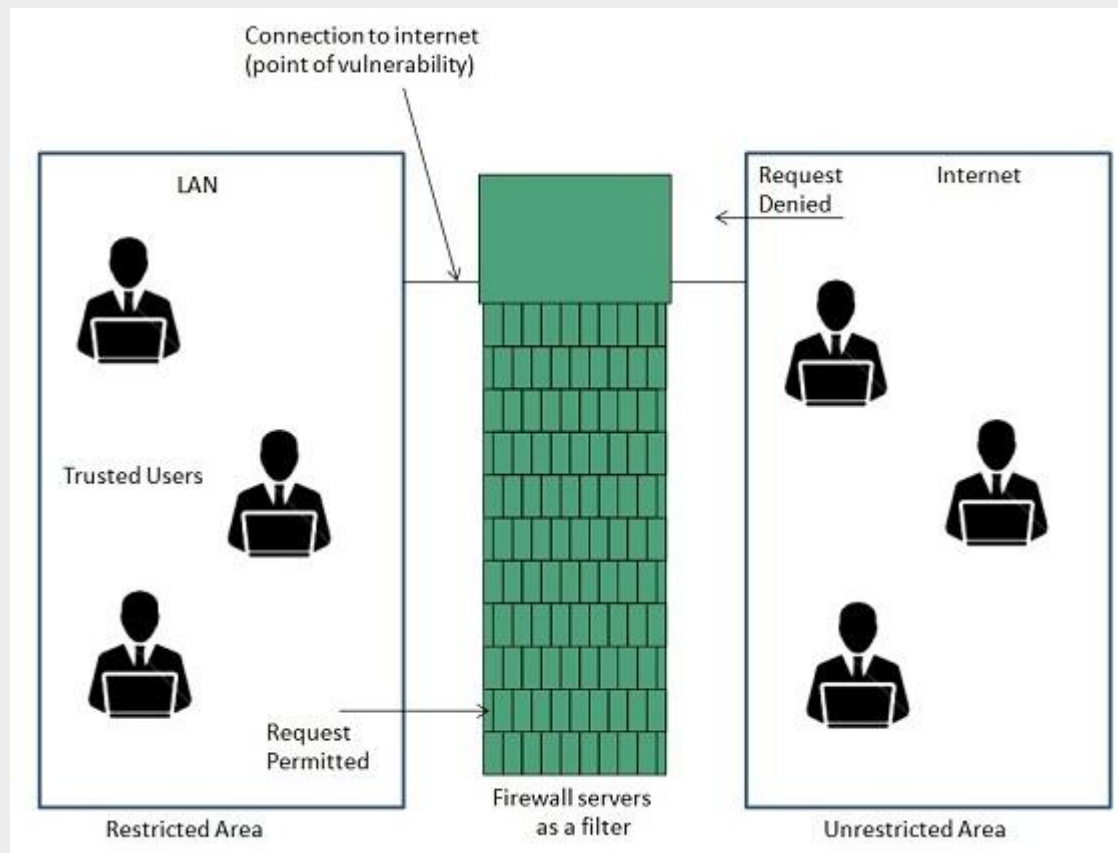 Connection to internet
(point of vulnerability)
LAN
Request
Denied
Internet
Trusted Users
Request
Permitted
Firewall servers
as a filter
Restricted Area
Unrestricted Area